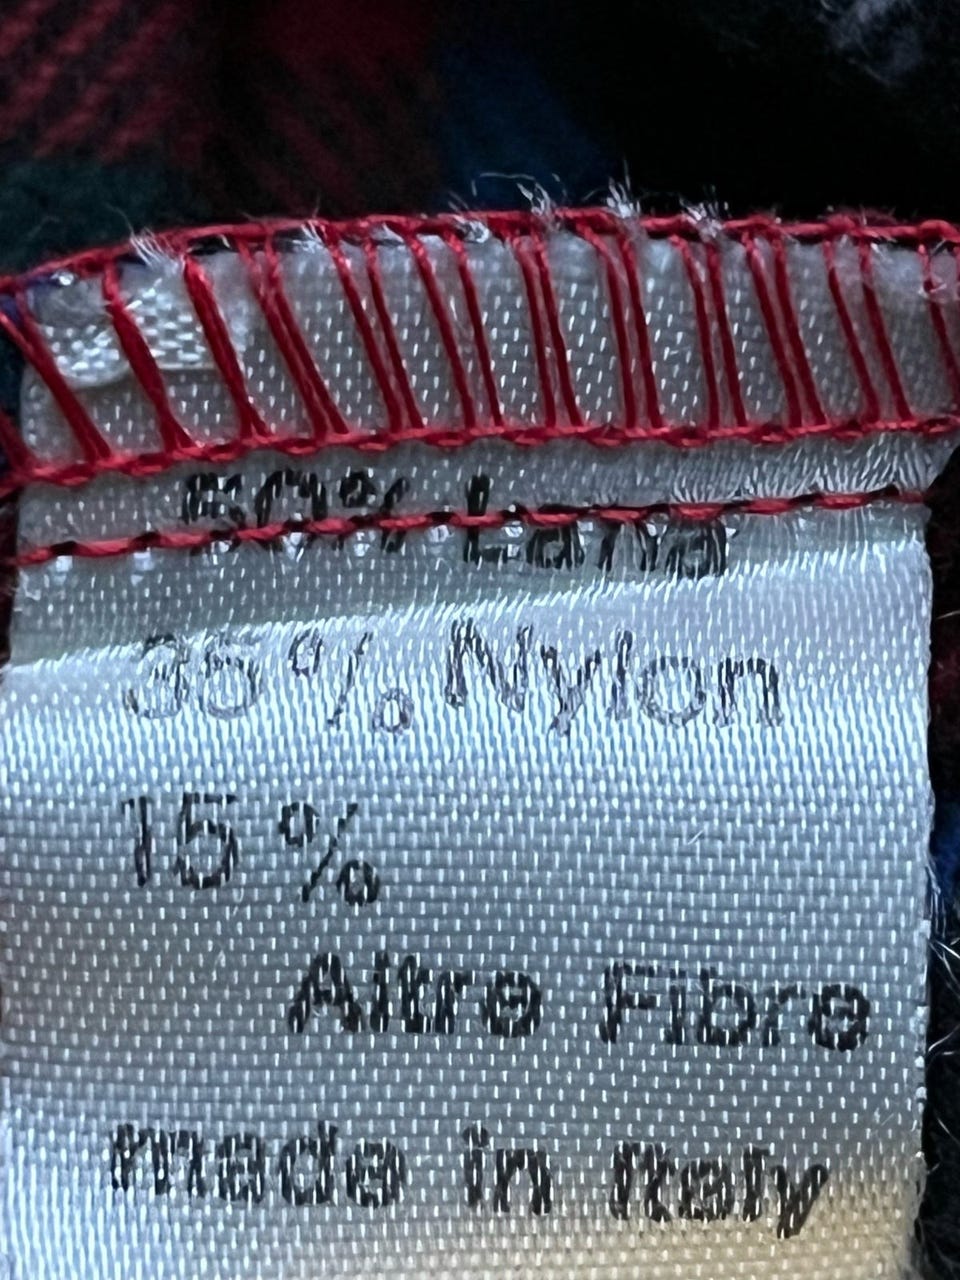 50% Lana
35% Nylon
15%
Altre Fibre
made in Italy